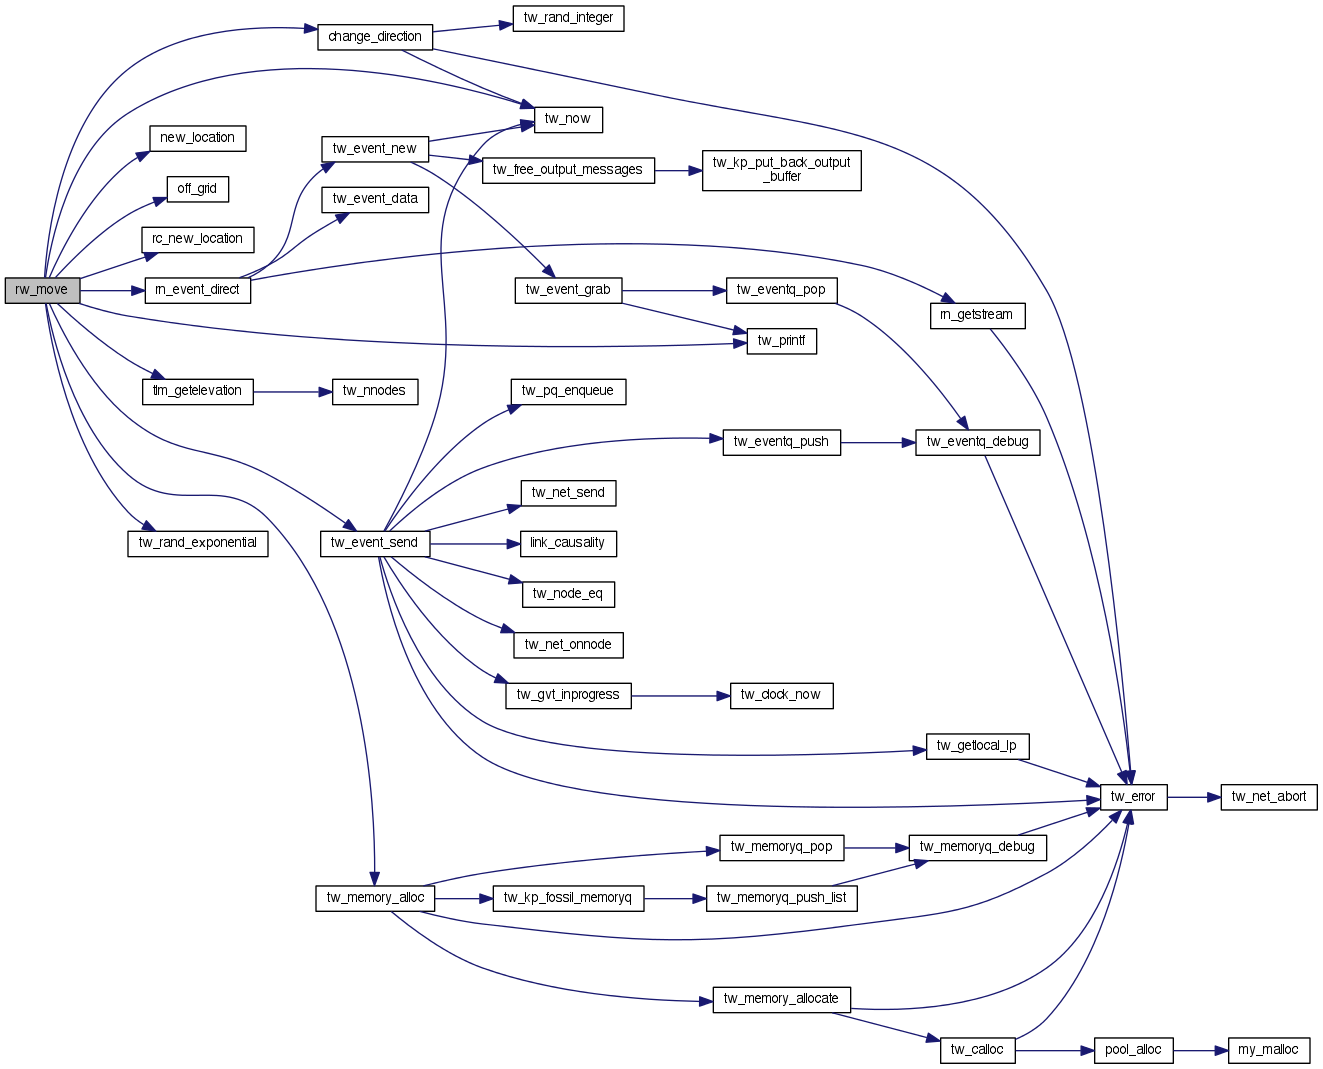 tw_rand_integer
change_direction
tw_now
new_location
tw_event_new
tw_free_output_messages
tw_kp_put_back_output
_buffer
off_grid
tw_event_data
rc_new_location
rw_move
rn_event_direct
tw_event_grab
tw_eventq_pop
rn_getstream
tw_printf
tlm_getelevation
tw_nnodes
tw_pq_enqueue
tw_eventq_push
tw_eventq_debug
tw_net_send
tw_rand_exponential
tw_event_send
link_causality
tw_node_eq
tw_net_onnode
tw_gvt_inprogress
tw_clock_now
tw_getlocal_lp
tw_error
tw_net_abort
tw_memoryq_pop
tw_memoryq_debug
tw_memory_alloc
tw_kp_fossil_memoryq
tw_memoryq_push_list
tw_memory_allocate
tw_calloc
pool_alloc
my_malloc